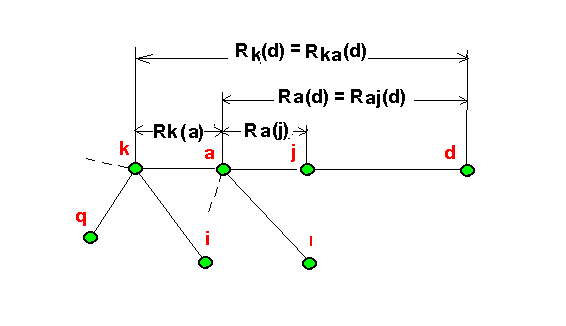 Rk(d) = Rka(d)
Ra(d) = Raj(d)
Rk(a) Ra(j)
k a j d
q i l